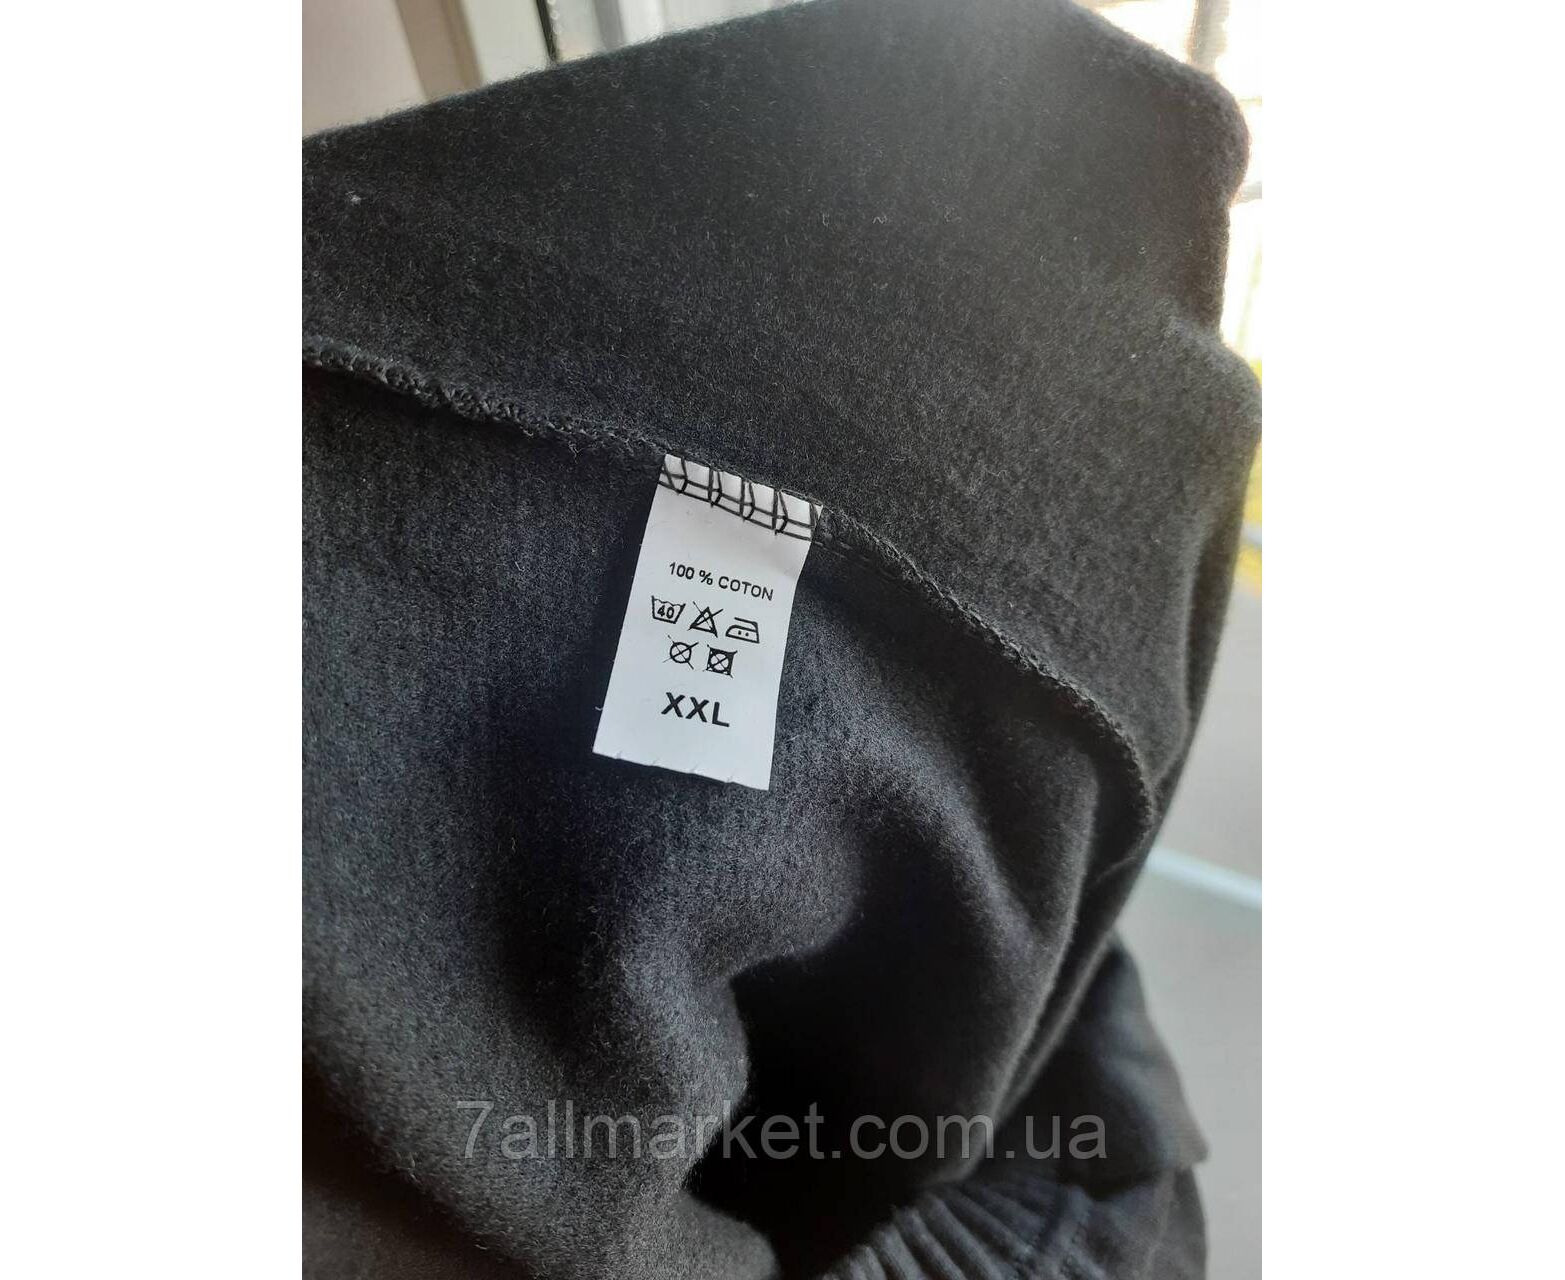 100 % COTON
40
XXL
7allmarket.com.ua